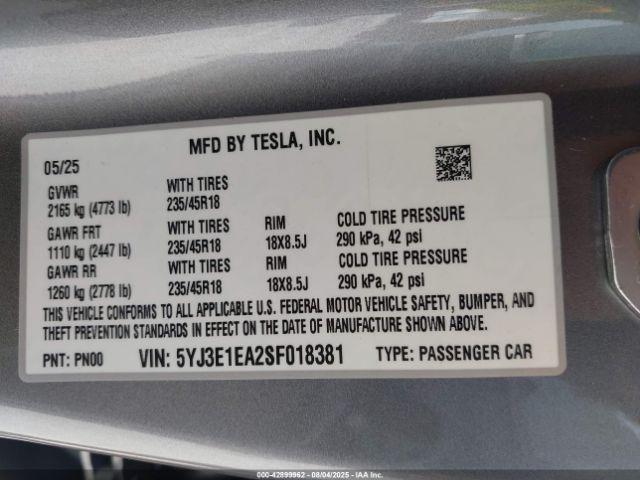 MFD BY TESLA, INC.
05/25
GVWR
2165 kg (4773 lb)
WITH TIRES
235/45R18
GAWR FRT
1110 kg (2447 lb)
WITH TIRES
235/45R18
RIM
18X8.5J
COLD TIRE PRESSURE
290 kPa, 42 psi
GAWR RR
1260 kg (2778 lb)
WITH TIRES
235/45R18
RIM
18X8.5J
COLD TIRE PRESSURE
290 kPa, 42 psi
THIS VEHICLE CONFORMS TO ALL APPLICABLE U.S. FEDERAL MOTOR VEHICLE SAFETY, BUMPER, AND
THEFT PREVENTION STANDARDS IN EFFECT ON THE DATE OF MANUFACTURE SHOWN ABOVE.
PNT: PN00 VIN: 5YJ3E1EA2SF018381 TYPE: PASSENGER CAR
000-42899962 - 08/04/2025 - IAA Inc.